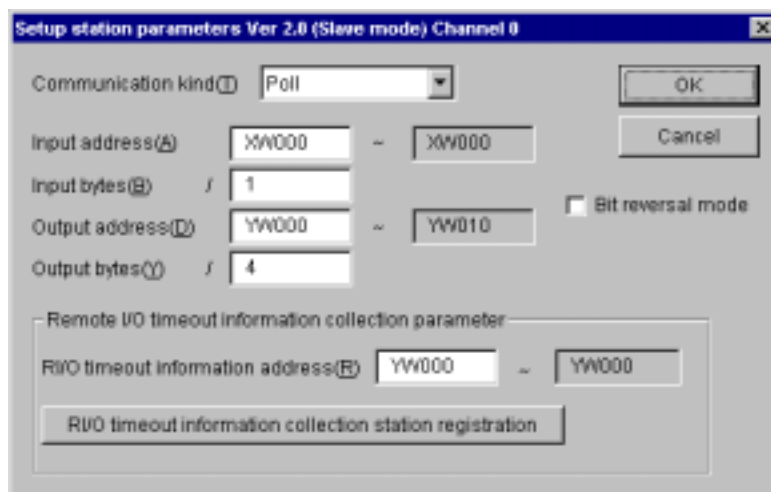 Setup station parameters Ver 2.0 (Slave mode) Channel 0
Communication kind(T) Poll
OK
Input address(A) XW000 ~ XW000
Cancel
Input bytes(B) / 1
Bit reversal mode
Output address(D) YW000 ~ YW010
Output bytes(Y) / 4
Remote I/O timeout information collection parameter
RI/O timeout information address(R) YW000 ~ YW000
RI/O timeout information collection station registration